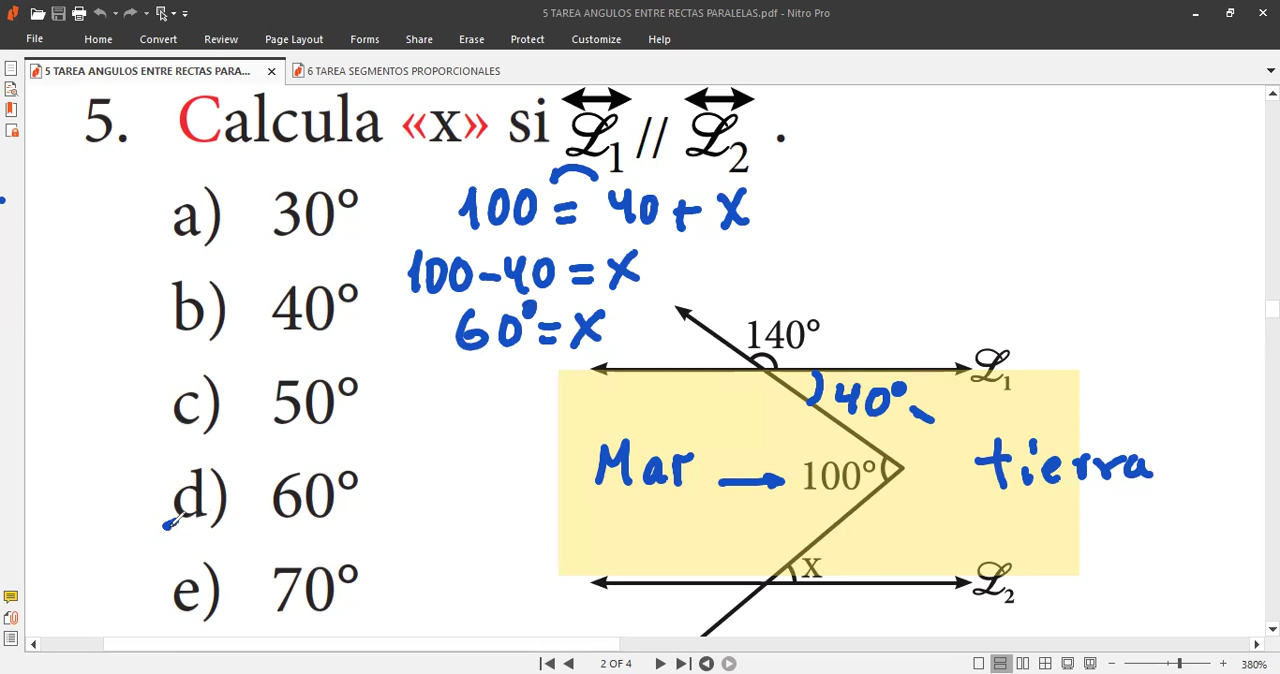 5 TAREA ANGULOS ENTRE RECTAS PARALELAS.pdf - Nitro Pro
File Home Convert Review Page Layout Forms Share Erase Protect Customize Help
5 TAREA ANGULOS ENTRE RECTAS PARA... × 6 TAREA SEGMENTOS PROPORCIONALES
5. Calcula «x» si ℒ1 // ℒ2 .
a) 30°
100 = 40 + x
100-40 = x
b) 40°
60° = x
140°
ℒ1
c) 50°
40°
Mar → 100° tierra
d) 60°
x
ℒ2
e) 70°
2 OF 4
380%